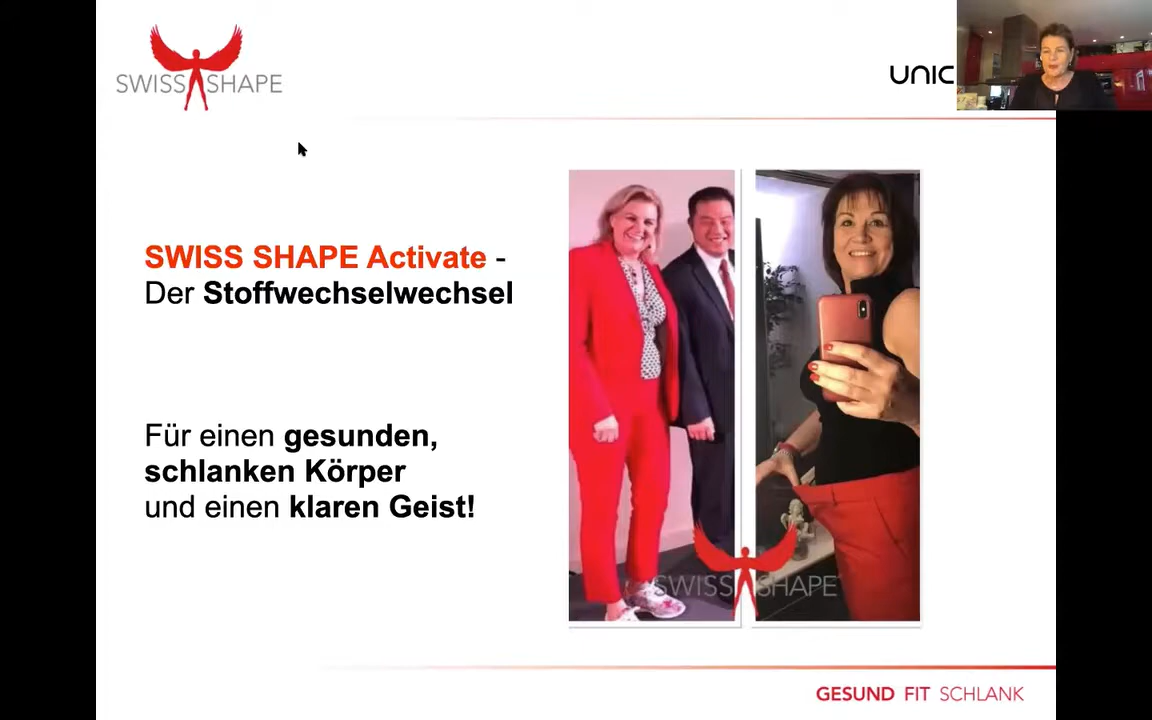 SWISS SHAPE
UNIC
SWISS SHAPE Activate -
Der Stoffwechselwechsel
Für einen gesunden,
schlanken Körper
und einen klaren Geist!
SWISS SHAPE
GESUND FIT SCHLANK